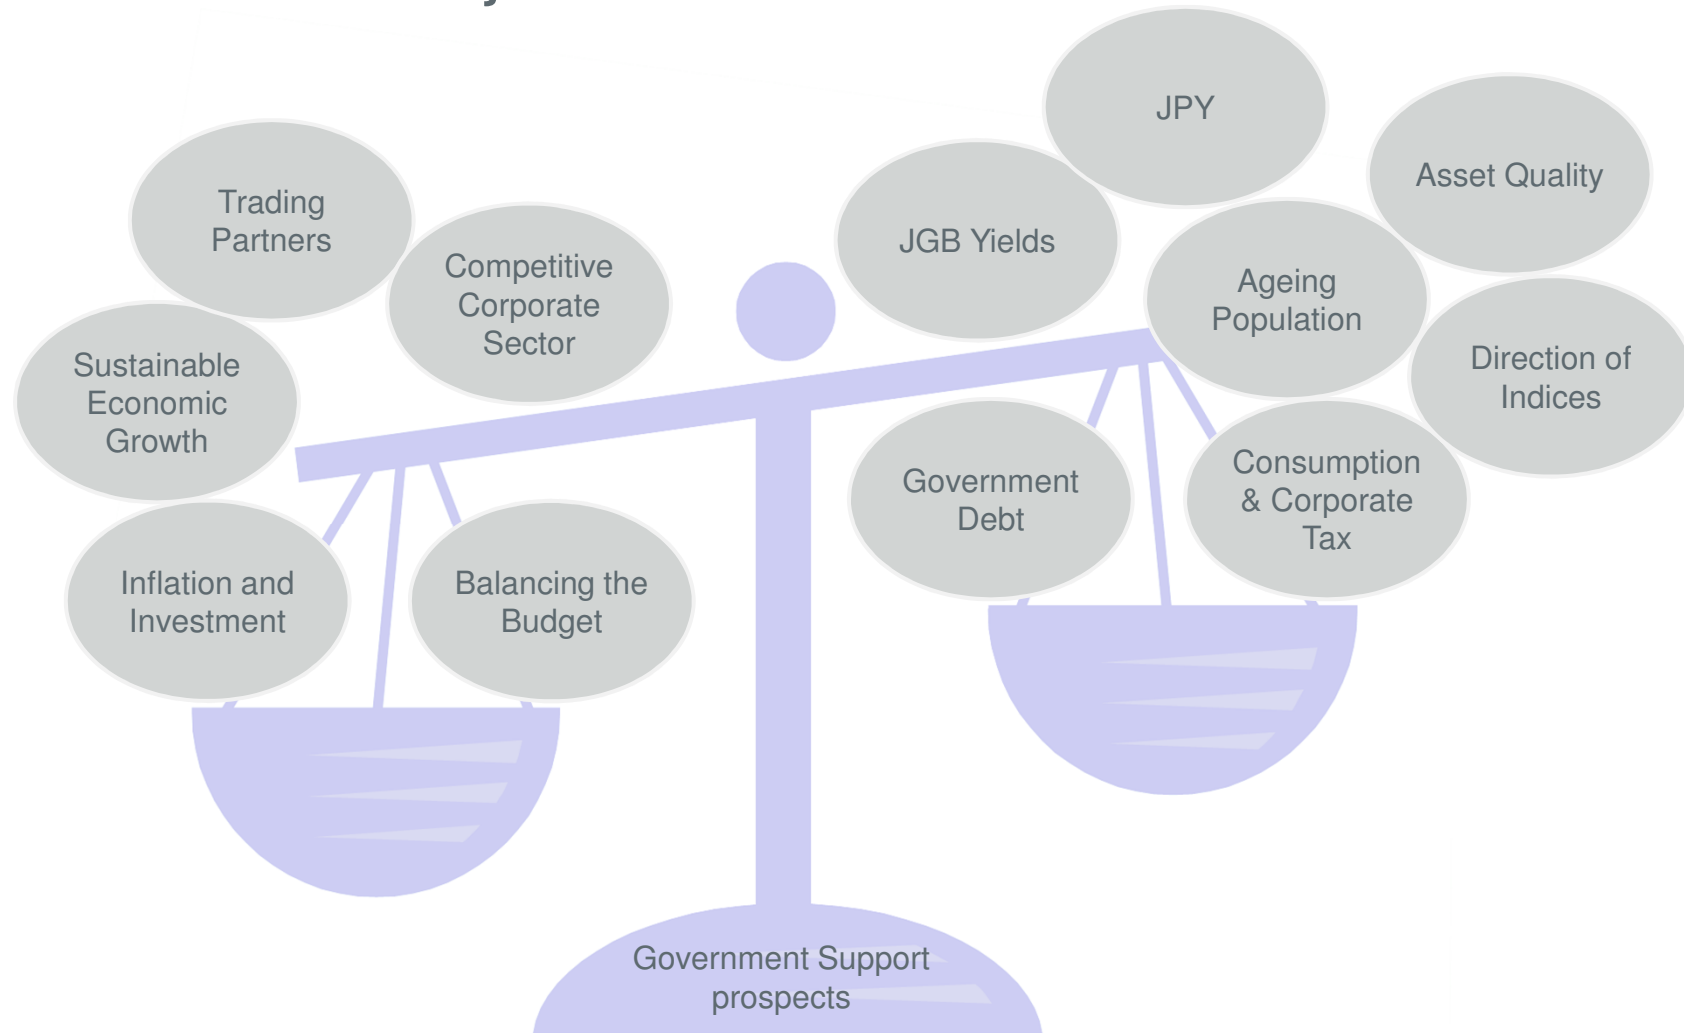 Trading
Partners
Competitive
Corporate
Sector
Sustainable
Economic
Growth
Inflation and
Investment
Balancing the
Budget
JPY
Asset Quality
JGB Yields
Ageing
Population
Direction of
Indices
Government
Debt
Consumption
& Corporate
Tax
Government Support
prospects